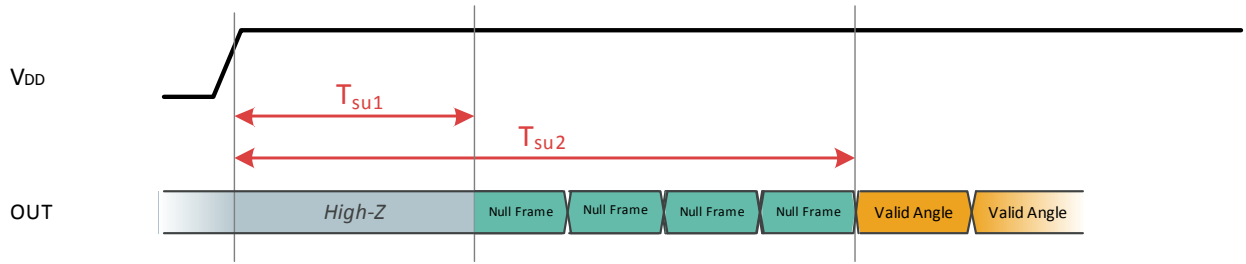 VDD
Tsu1
Tsu2
OUT
High-Z
Null Frame
Null Frame
Null Frame
Null Frame
Valid Angle
Valid Angle